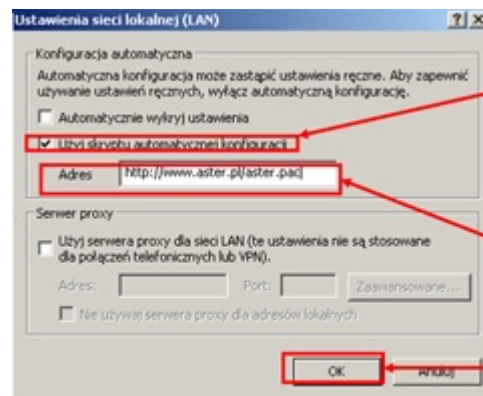 Ustawienia sieci lokalnej (LAN)
Konfiguracja automatyczna
Automatyczna konfiguracja może zastąpić ustawienia ręczne. Aby zapewnić
używanie ustawień ręcznych, wyłącz automatyczną konfigurację.
Automatycznie wykryj ustawienia
Użyj skryptu automatycznej konfiguracji
Adres http://www.aster.pl/aster.pac
Serwer proxy
Użyj serwera proxy dla sieci LAN (te ustawienia nie są stosowane
dla połączeń telefonicznych lub VPN).
Adres: Port: Zaawansowane...
Nie używaj serwera proxy dla adresów lokalnych
OK Anuluj